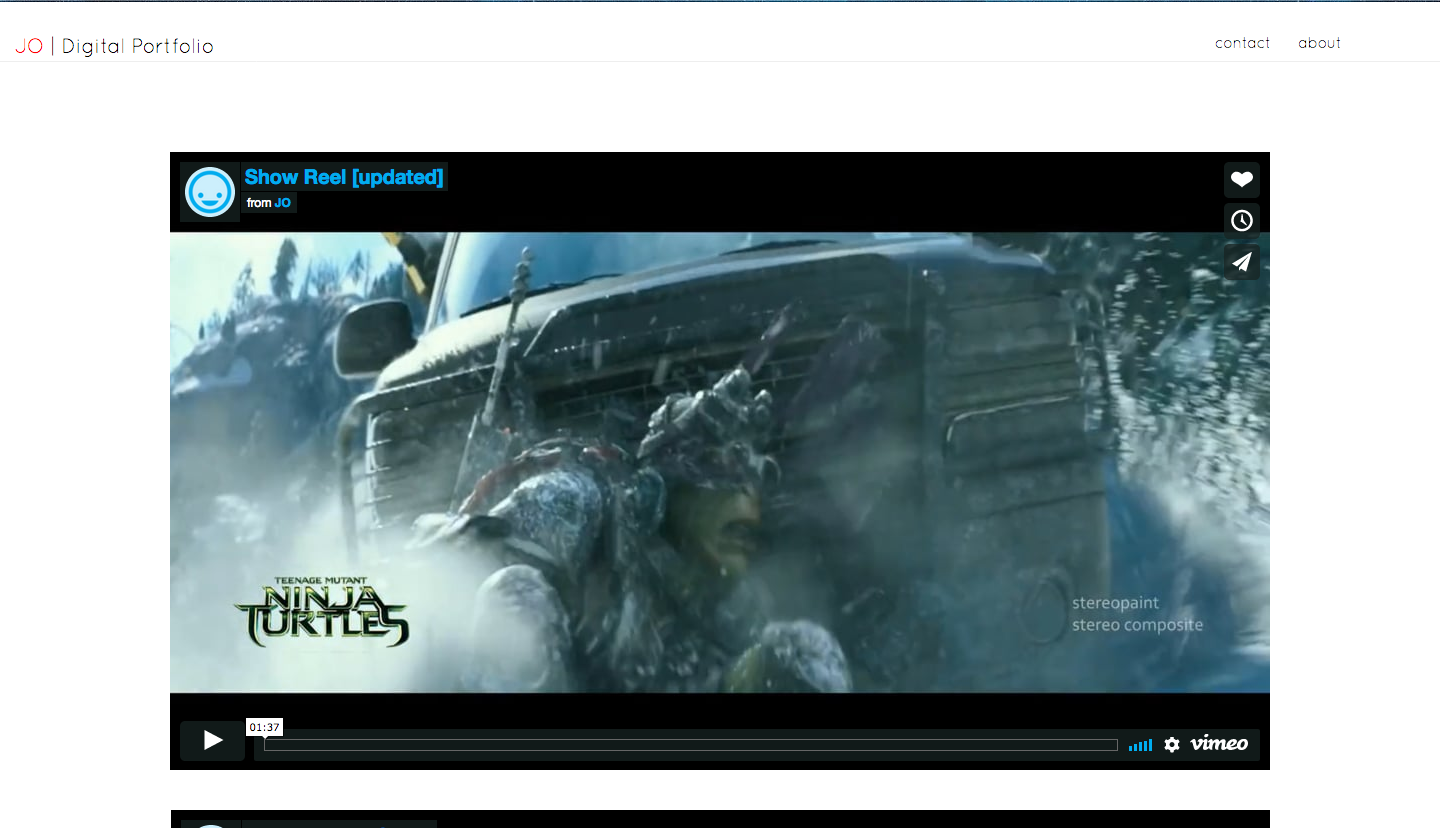 JO | Digital Portfolio
contact about
Show Reel [updated]
from JO
TEENAGE MUTANT
NINJA
TURTLES
stereopaint
stereo composite
01:37
vimeo